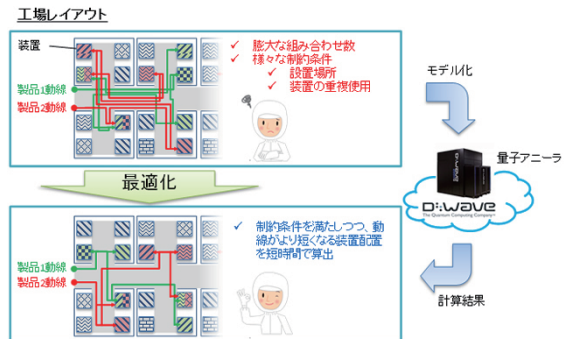 工場レイアウト
装置
製品1動線
製品2動線
✓ 膨大な組み合わせ数
✓ 様々な制約条件
✓ 設置場所
✓ 装置の重複使用
モデル化
量子アニーラ
D:wave
The Quantum Computing Company™
最適化
製品1動線
製品2動線
✓ 制約条件を満たしつつ、動
線がより短くなる装置配置
を短時間で算出
計算結果